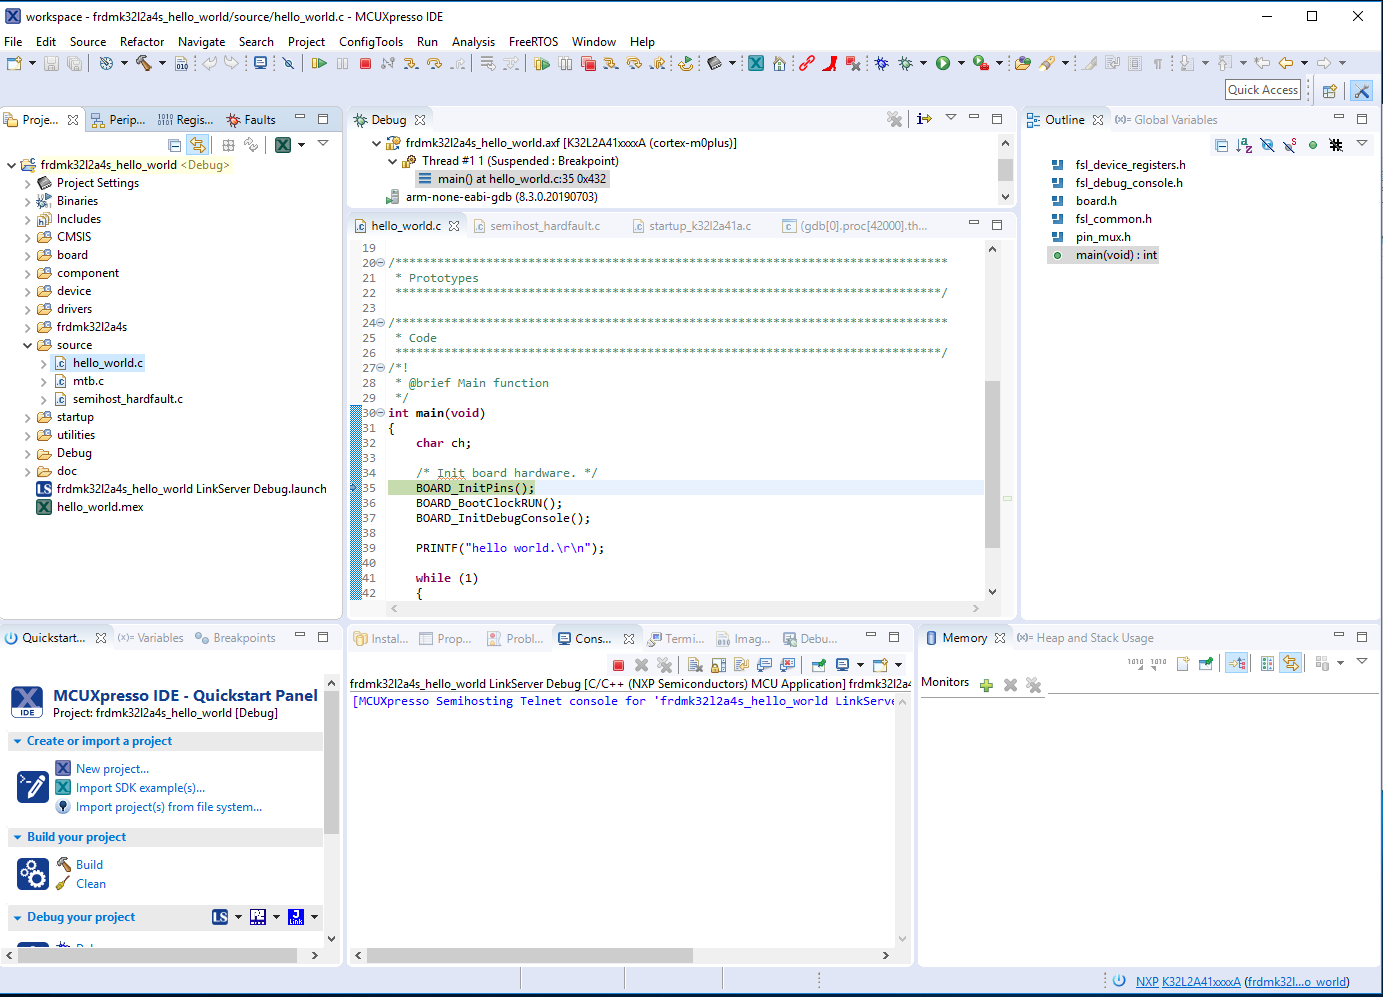 workspace - frdmk32l2a4s_hello_world/source/hello_world.c - MCUXpresso IDE
File Edit Source Refactor Navigate Search Project ConfigTools Run Analysis FreeRTOS Window Help
Quick Access
Proje... Perip... Regis... Faults
frdmk32l2a4s_hello_world <Debug>
Project Settings
Binaries
Includes
CMSIS
board
component
device
drivers
frdmk32l2a4s
source
hello_world.c
mtb.c
semihost_hardfault.c
startup
utilities
Debug
doc
frdmk32l2a4s_hello_world LinkServer Debug.launch
hello_world.mex
Debug
frdmk32l2a4s_hello_world.axf [K32L2A41xxxxA (cortex-m0plus)]
Thread #1 1 (Suspended : Breakpoint)
main() at hello_world.c:35 0x432
arm-none-eabi-gdb (8.3.0.20190703)
hello_world.c semihost_hardfault.c startup_k32l2a41a.c (gdb[0].proc[42000].th...
19
20 /*******************************************************************************
21 * Prototypes
22 ******************************************************************************/
23
24 /*******************************************************************************
25 * Code
26 ******************************************************************************/
27 /*!
28 * @brief Main function
29 */
30 int main(void)
31 {
32 char ch;
33
34 /* Init board hardware. */
35 BOARD_InitPins();
36 BOARD_BootClockRUN();
37 BOARD_InitDebugConsole();
38
39 PRINTF("hello world.\r\n");
40
41 while (1)
42 {
Outline Global Variables
fsl_device_registers.h
fsl_debug_console.h
board.h
fsl_common.h
pin_mux.h
main(void) : int
Quickstart... (x)= Variables Breakpoints
IDE
MCUXpresso IDE - Quickstart Panel
Project: frdmk32l2a4s_hello_world [Debug]
Create or import a project
New project...
Import SDK example(s)...
Import project(s) from file system...
Build your project
Build
Clean
Debug your project LS Link
Instal... Prop... Probl... Cons... Termi... Imag... Debu...
frdmk32l2a4s_hello_world LinkServer Debug [C/C++ (NXP Semiconductors) MCU Application] frdmk32l2a4
[MCUXpresso Semihosting Telnet console for 'frdmk32l2a4s_hello_world LinkServe
Memory Heap and Stack Usage
Monitors
NXP K32L2A41xxxxA (frdmk32l...o_world)